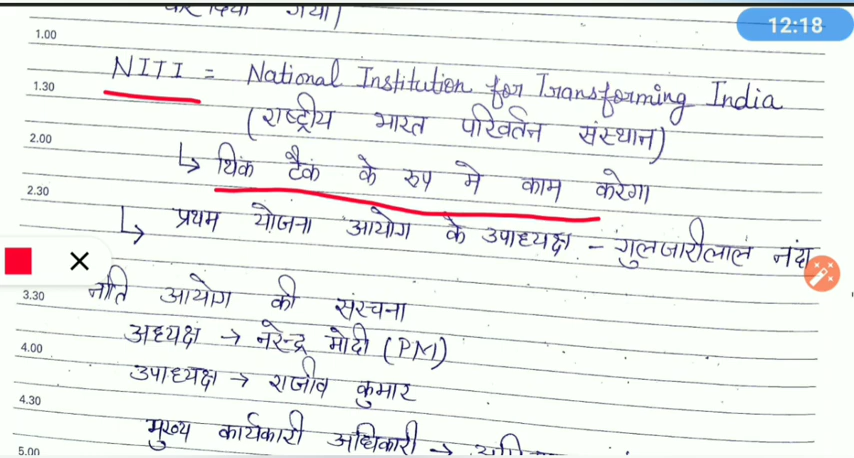 कर दिया गया।
12:18
1.00
NITI = National Institution for Transforming India
1.30
(राष्ट्रीय भारत परिवर्तन संस्थान)
2.00
↳ थिंक टैंक के रुप मे काम करेगा
2.30
↳ प्रथम योजना आयोग के उपाध्यक्ष - गुलजारीलाल नंदा
3.30
नीति आयोग की संरचना
अध्यक्ष → नरेन्द्र मोदी (PM)
4.00
उपाध्यक्ष → राजीव कुमार
4.30
मुख्य कार्यकारी अधिकारी →
5.00